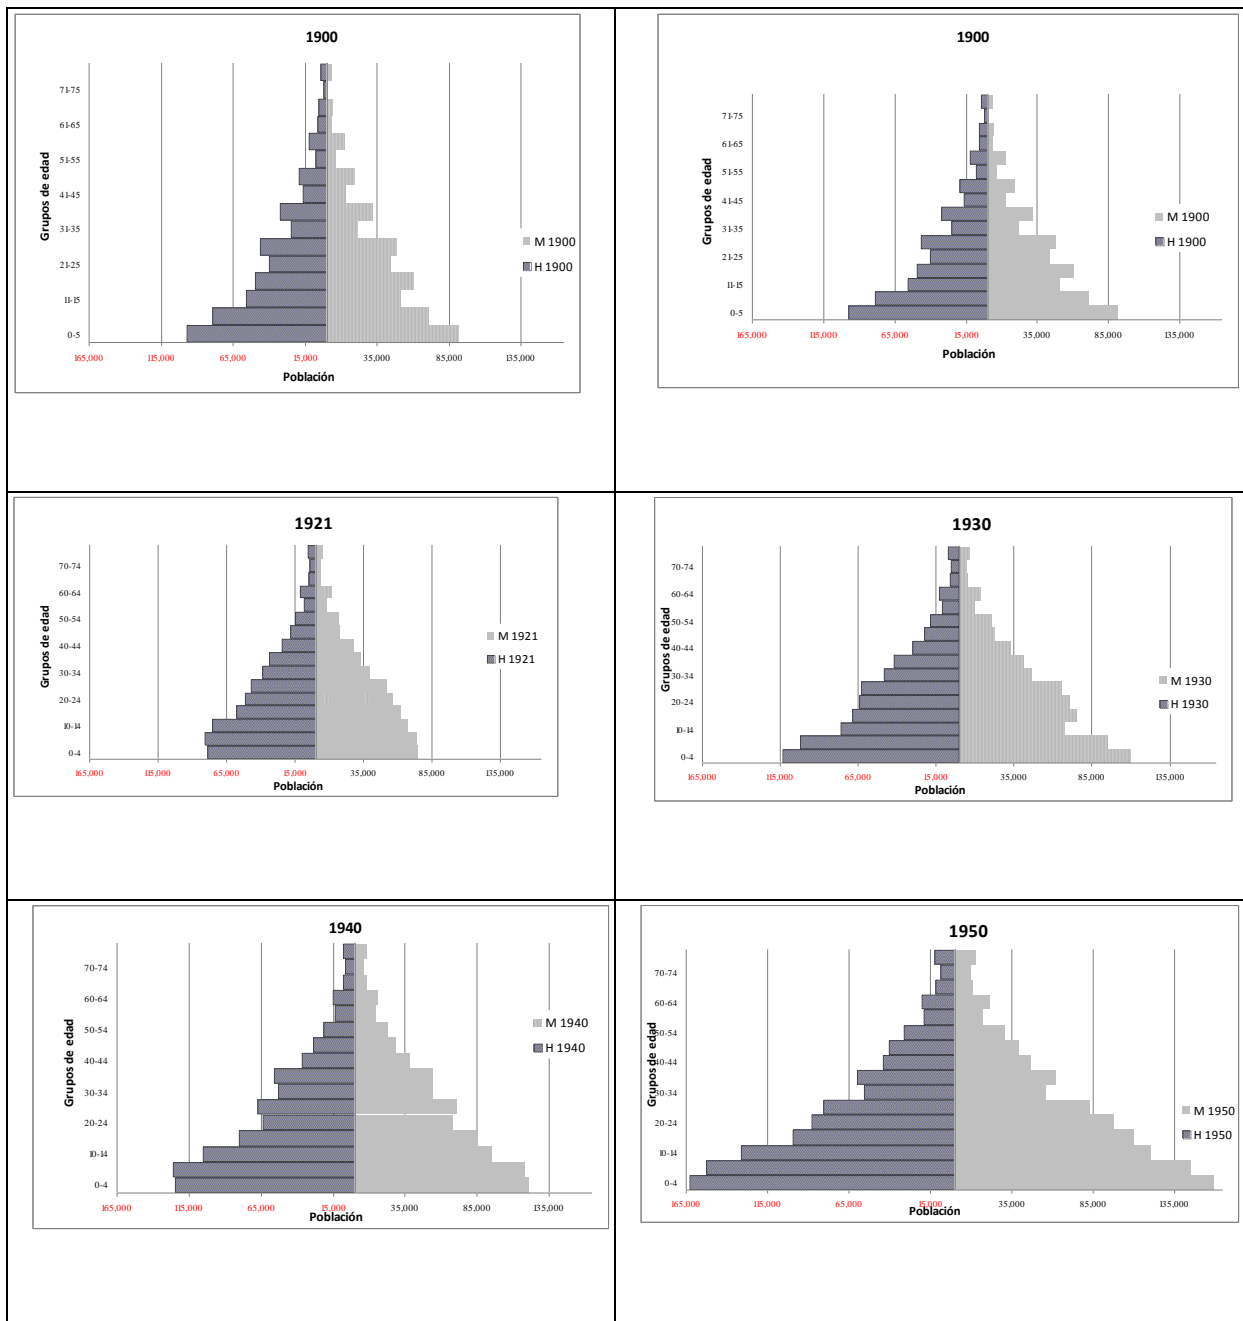 1900
71-75
61-65
51-55
41-45
31-35
21-25
11-15
0-5
Grupos de edad
M 1900
H 1900
165,000 115,000 65,000 15,000 35,000 85,000 135,000
Población
1900
71-75
61-65
51-55
41-45
31-35
21-25
11-15
0-5
Grupos de edad
M 1900
H 1900
165,000 115,000 65,000 15,000 35,000 85,000 135,000
Población
1921
70-74
60-64
50-54
40-44
30-34
20-24
10-14
0-4
Grupos de edad
M 1921
H 1921
165,000 115,000 65,000 15,000 35,000 85,000 135,000
Población
1930
70-74
60-64
50-54
40-44
30-34
20-24
10-14
0-4
Grupos de edad
M 1930
H 1930
165,000 115,000 65,000 15,000 35,000 85,000 135,000
Población
1940
70-74
60-64
50-54
40-44
30-34
20-24
10-14
0-4
Grupos de edad
M 1940
H 1940
165,000 115,000 65,000 15,000 35,000 85,000 135,000
Población
1950
70-74
60-64
50-54
40-44
30-34
20-24
10-14
0-4
Grupos de edad
M 1950
H 1950
165,000 115,000 65,000 15,000 35,000 85,000 135,000
Población